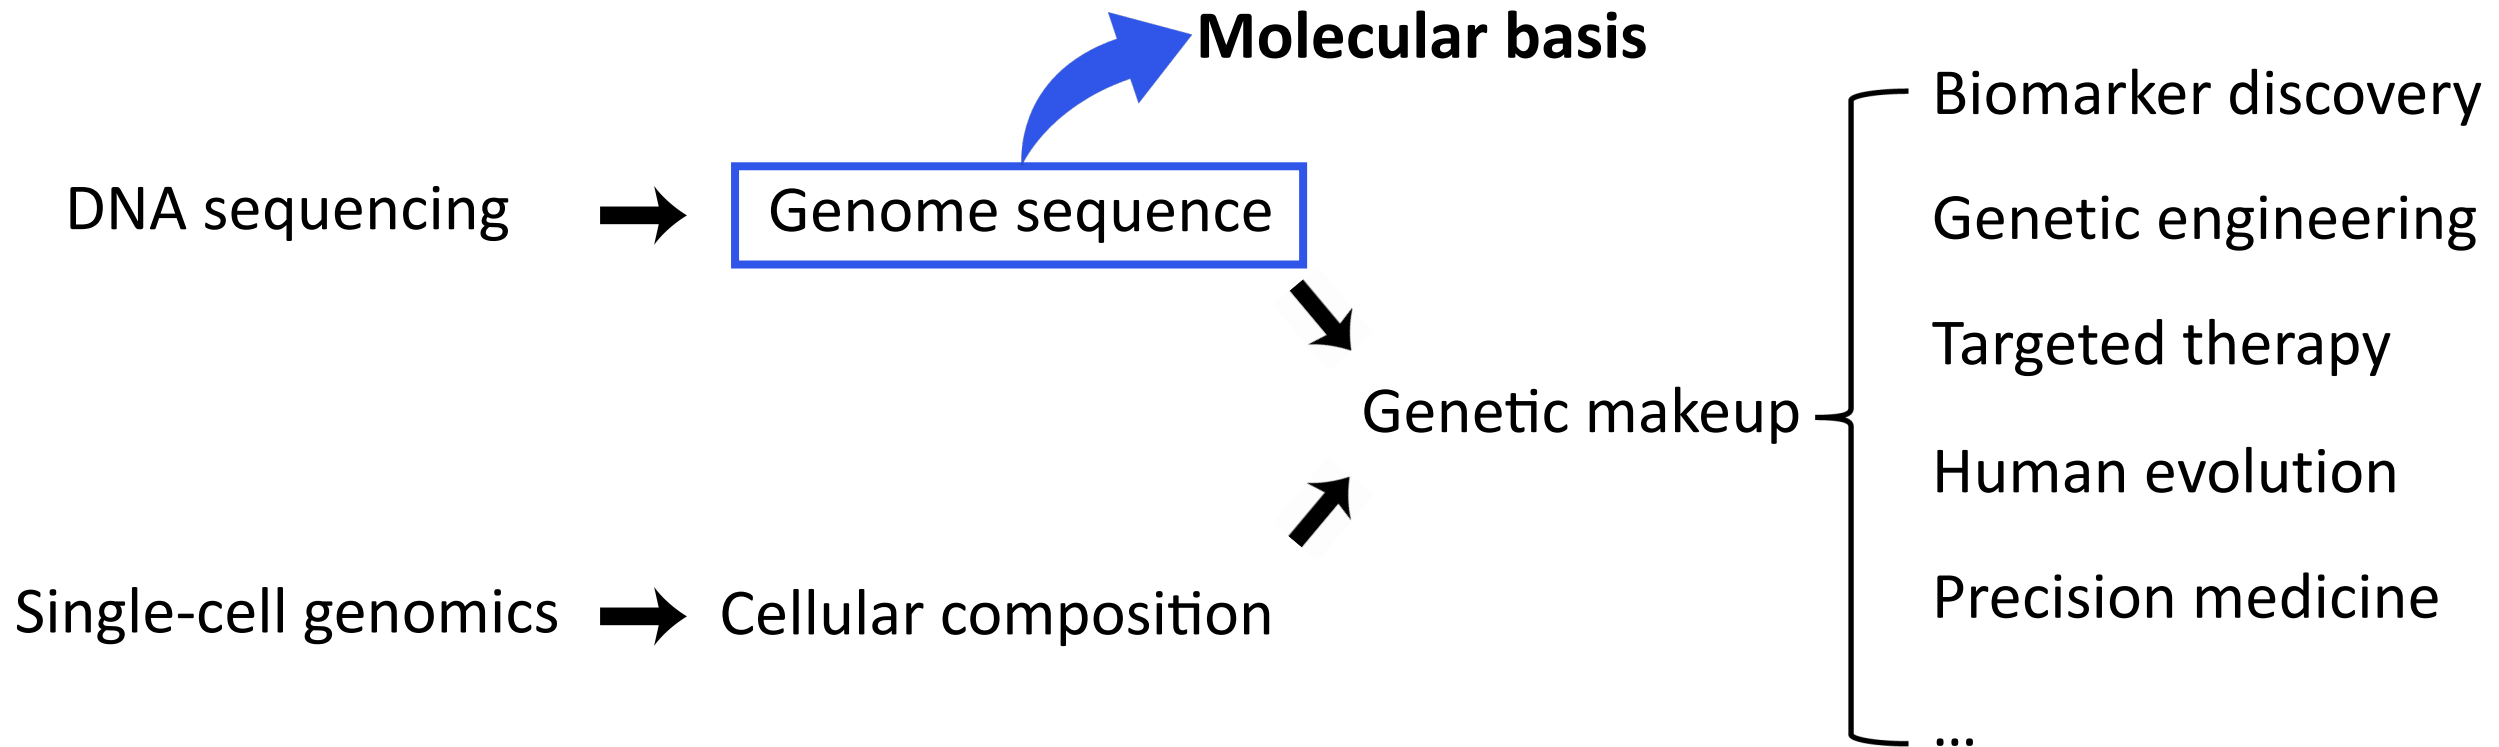 Molecular basis
DNA sequencing
Genome sequence
Single-cell genomics
Cellular composition
Genetic makeup
Biomarker discovery
Genetic engineering
Targeted therapy
Human evolution
Precision medicine
...